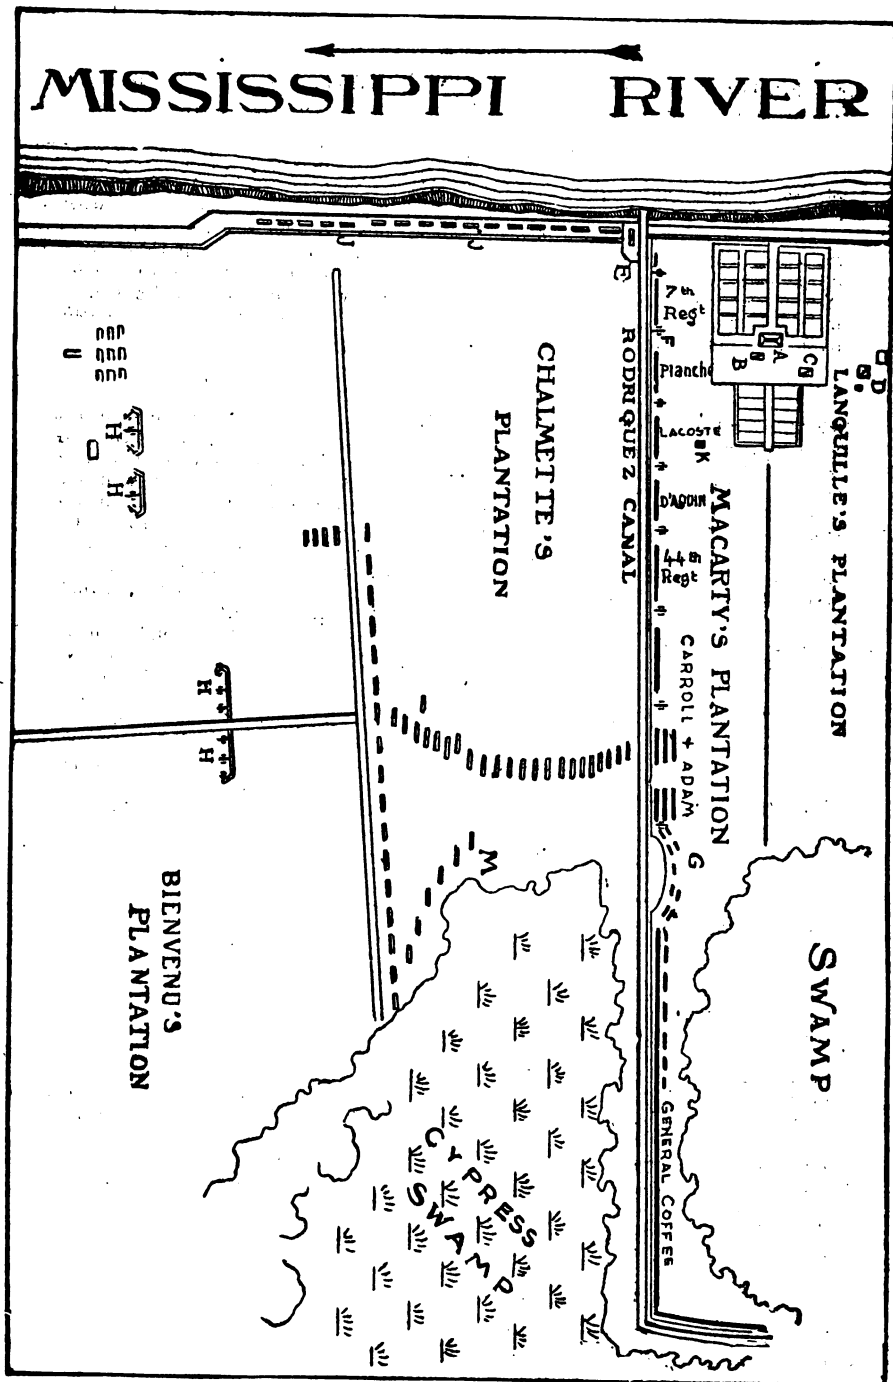 MISSISSIPPI RIVER
E
7th
Regt
F
Planche
LACOSTE
K
D'AQUIN
44th
Regt
A
B
C
D
LANQUILLE'S PLANTATION
MACARTY'S PLANTATION
RODRIQUEZ CANAL
CHALMETTE'S
PLANTATION
CARROLL + ADAM
G
H
H
H
H
M
BIENVENU'S
PLANTATION
SWAMP
GENERAL COFFEE
CYPRESS
SWAMP